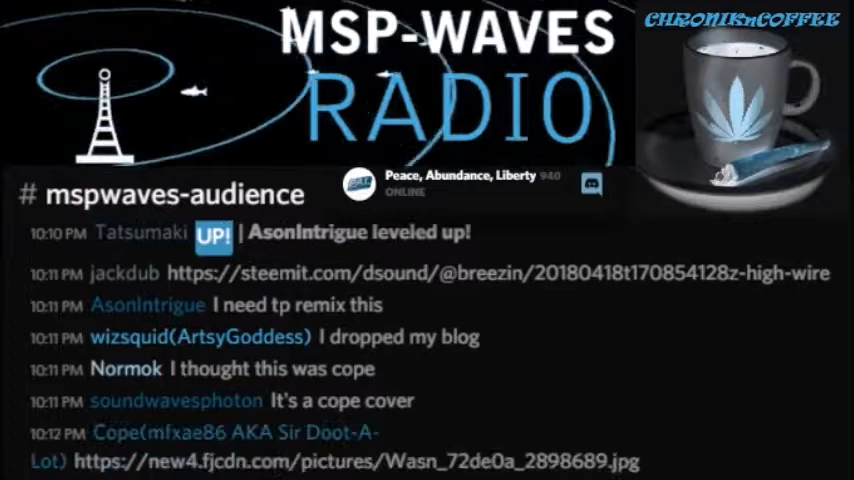 MSP-WAVES
RADIO
CHRONIKnCOFFEE
# mspwaves-audience
Peace, Abundance, Liberty 940
ONLINE
10:10 PM Tatsumaki UP! | AsonIntrigue leveled up!
10:11 PM jackdub https://steemit.com/dsound/@breezin/20180418t170854128z-high-wire
10:11 PM AsonIntrigue I need tp remix this
10:11 PM wizsquid(ArtsyGoddess) I dropped my blog
10:11 PM Normok I thought this was cope
10:11 PM soundwavesphoton It's a cope cover
10:12 PM Cope(mfxae86 AKA Sir Doot-A-
Lot) https://new4.fjcdn.com/pictures/Wasn_72de0a_2898689.jpg